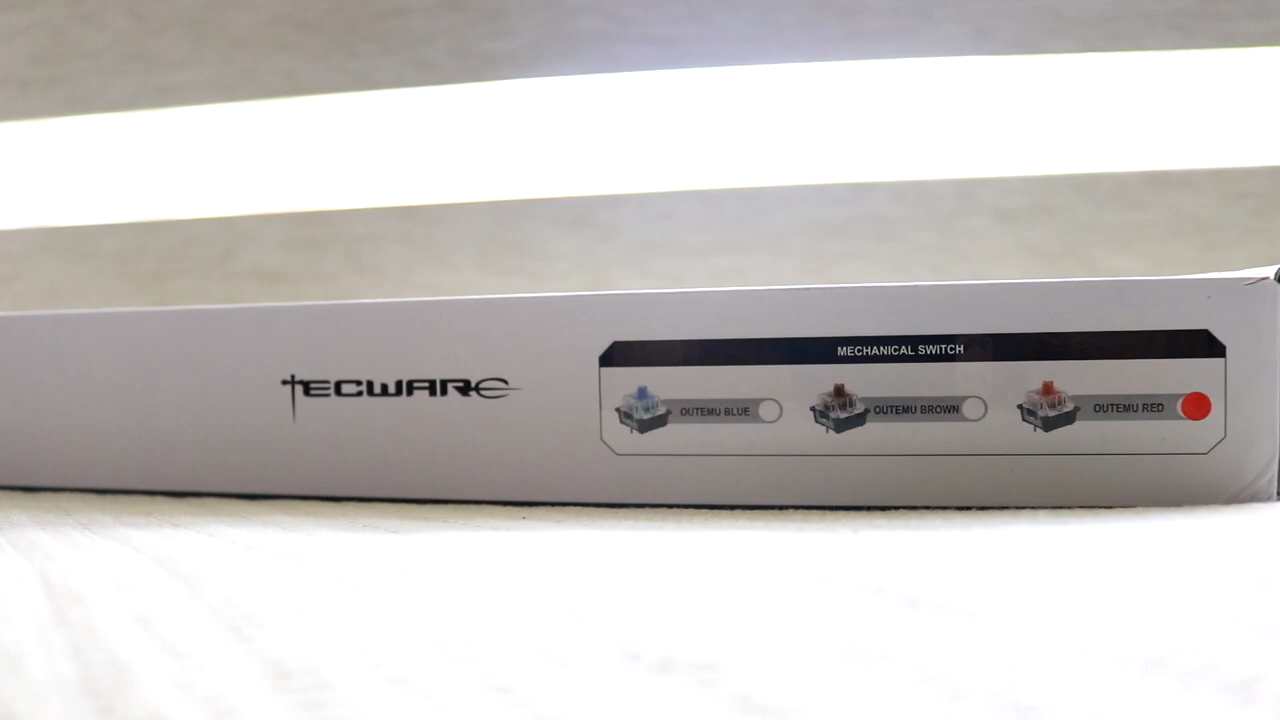 TECWARE
MECHANICAL SWITCH
OUTEMU BLUE
OUTEMU BROWN
OUTEMU RED